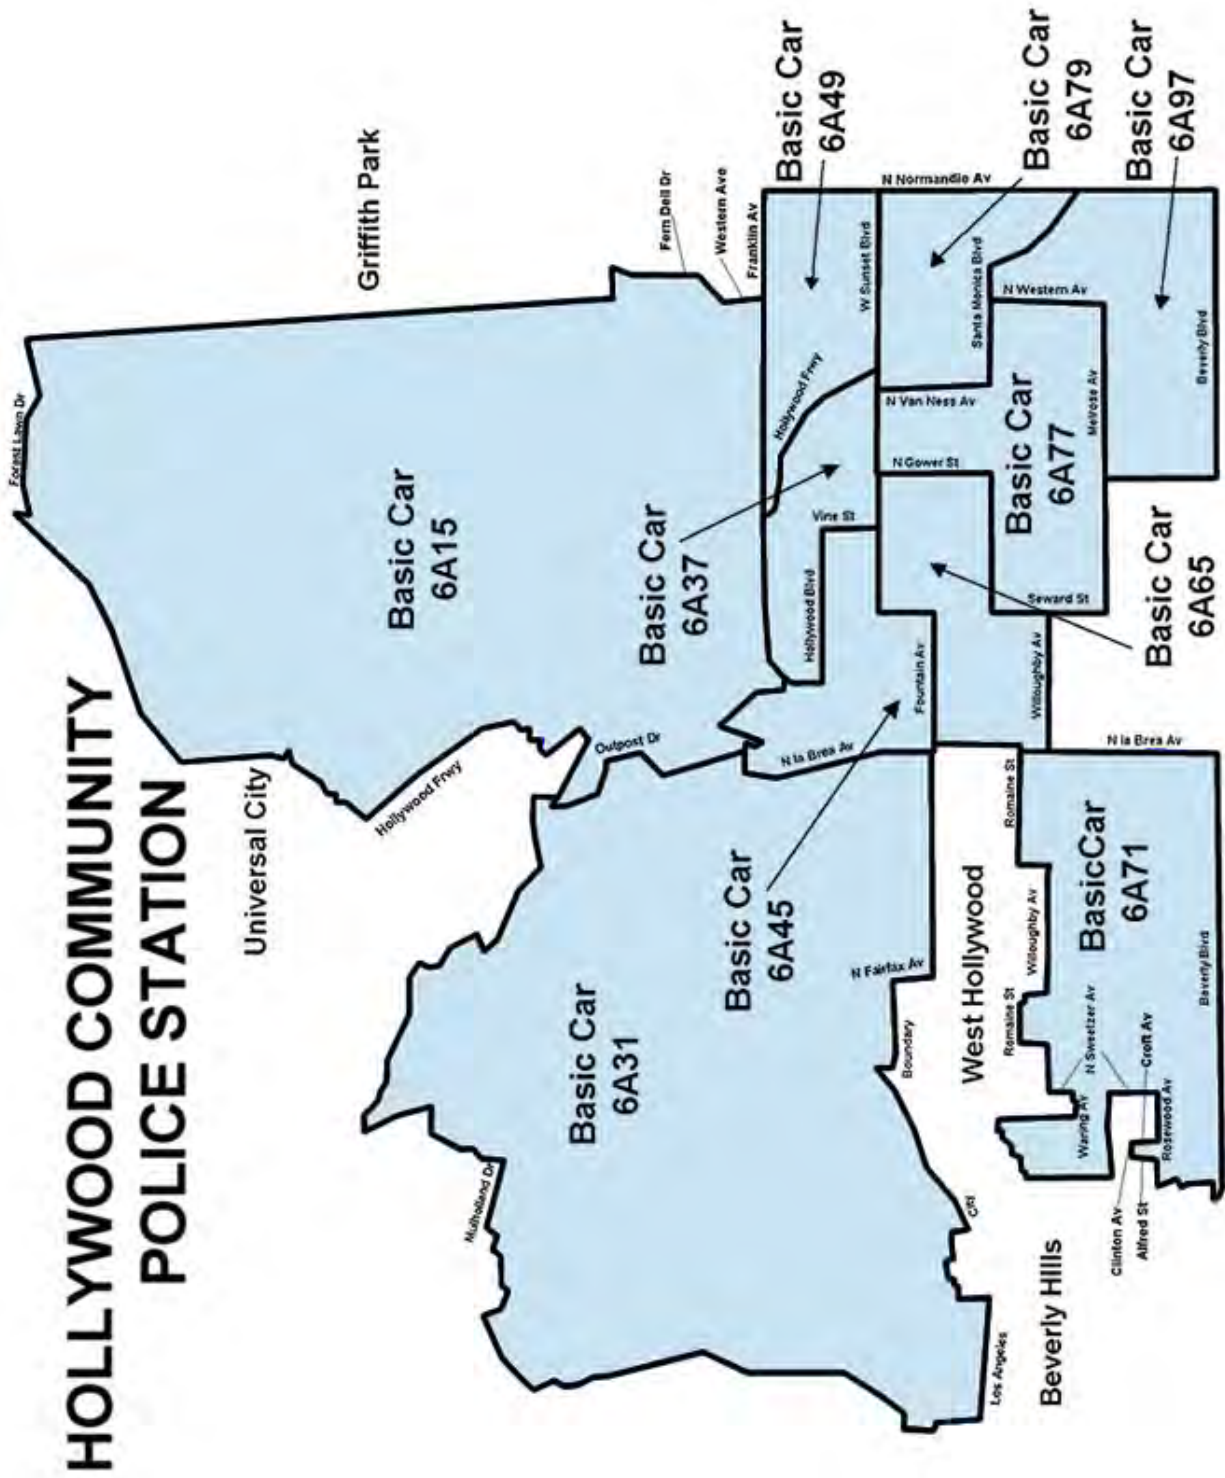 HOLLYWOOD COMMUNITY
POLICE STATION
Forest Lawn Dr
Universal City
Griffith Park
Hollywood Frwy
Basic Car
6A15
Outpost Dr
Fern Dell Dr
Western Ave
Franklin Av
Basic Car
6A37
Basic Car
6A49
Mulholland Dr
Basic Car
6A31
Basic Car
6A45
N la Brea Av
Hollywood Blvd
Vine St
Hollywood Frwy
W Sunset Blvd
N Normandie Av
Basic Car
6A79
N Fairfax Av
Fountain Av
N Gower St
N Van Ness Av
Santa Monica Blvd
Boundary
City
Los Angeles
West Hollywood
Romaine St
Willoughby Av
Romaine St
Willoughby Av
Seward St
Basic Car
6A77
N Western Av
Melrose Av
Basic Car
6A97
Beverly Hills
N Sweetzer Av
Waring Av
Croft Av
Clinton Av
Alfred St
Rosewood Av
BasicCar
6A71
N la Brea Av
Basic Car
6A65
Beverly Blvd
Beverly Blvd